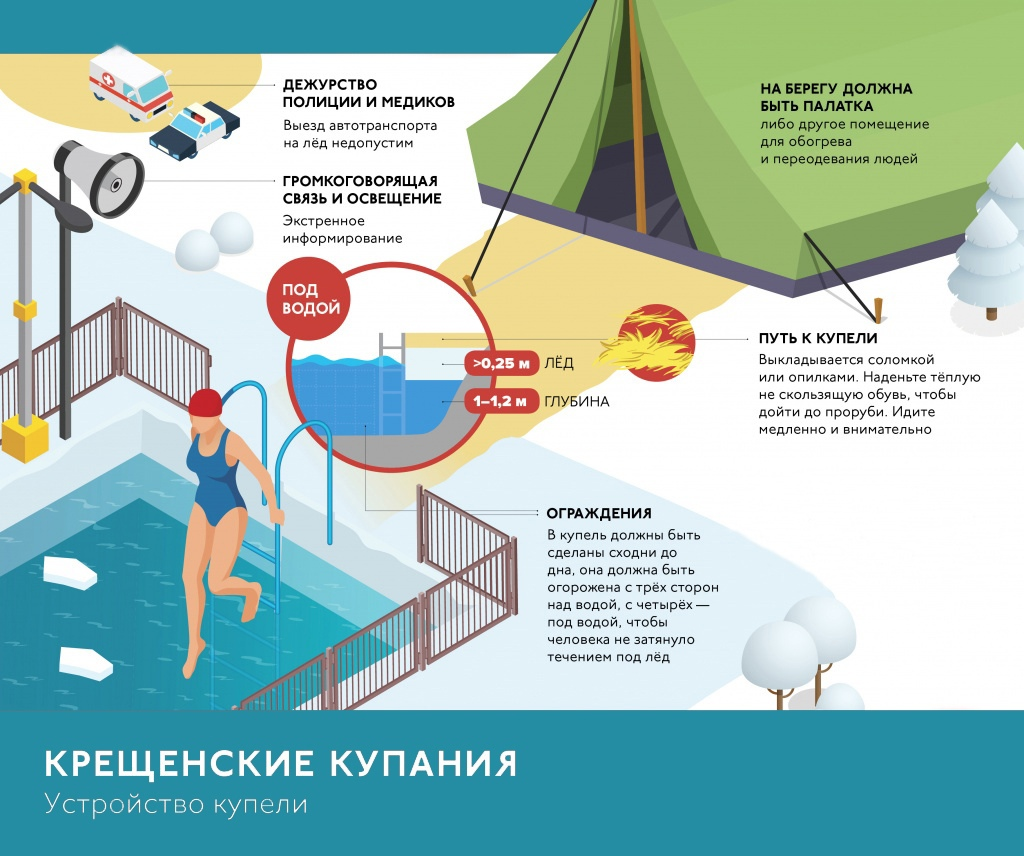 ДЕЖУРСТВО
ПОЛИЦИИ И МЕДИКОВ
Выезд автотранспорта
на лёд недопустим
ГРОМКОГОВОРЯЩАЯ
СВЯЗЬ И ОСВЕЩЕНИЕ
Экстренное
информирование
НА БЕРЕГУ ДОЛЖНА
БЫТЬ ПАЛАТКА
либо другое помещение
для обогрева
и переодевания людей
ПОД
ВОДОЙ
>0,25 м ЛЁД
1–1,2 м ГЛУБИНА
ПУТЬ К КУПЕЛИ
Выкладывается соломкой
или опилками. Наденьте тёплую
не скользящую обувь, чтобы
дойти до проруби. Идите
медленно и внимательно
ОГРАЖДЕНИЯ
В купель должны быть
сделаны сходни до
дна, она должна быть
огорожена с трёх сторон
над водой, с четырёх —
под водой, чтобы
человека не затянуло
течением под лёд
КРЕЩЕНСКИЕ КУПАНИЯ
Устройство купели